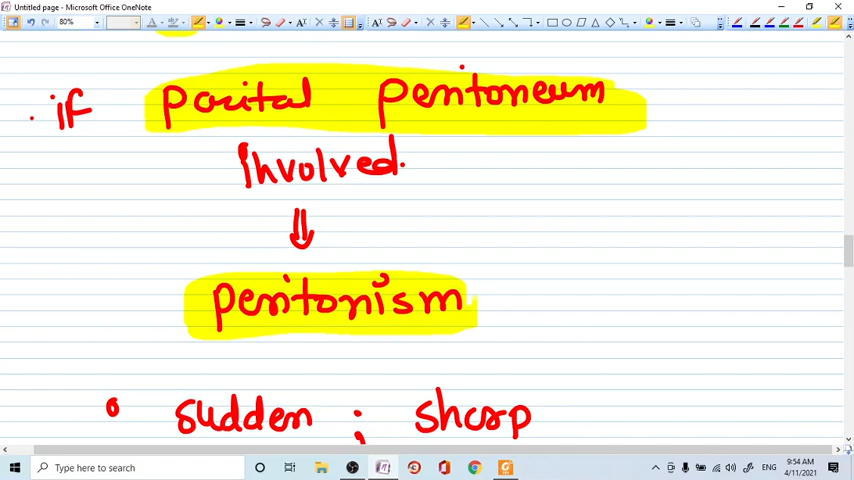 Untitled page - Microsoft OneNote
80%
. if parital peritoneum
involved.
⇓
peritonism
• sudden ; sharp
Type here to search
ENG
9:54 AM
4/11/2021